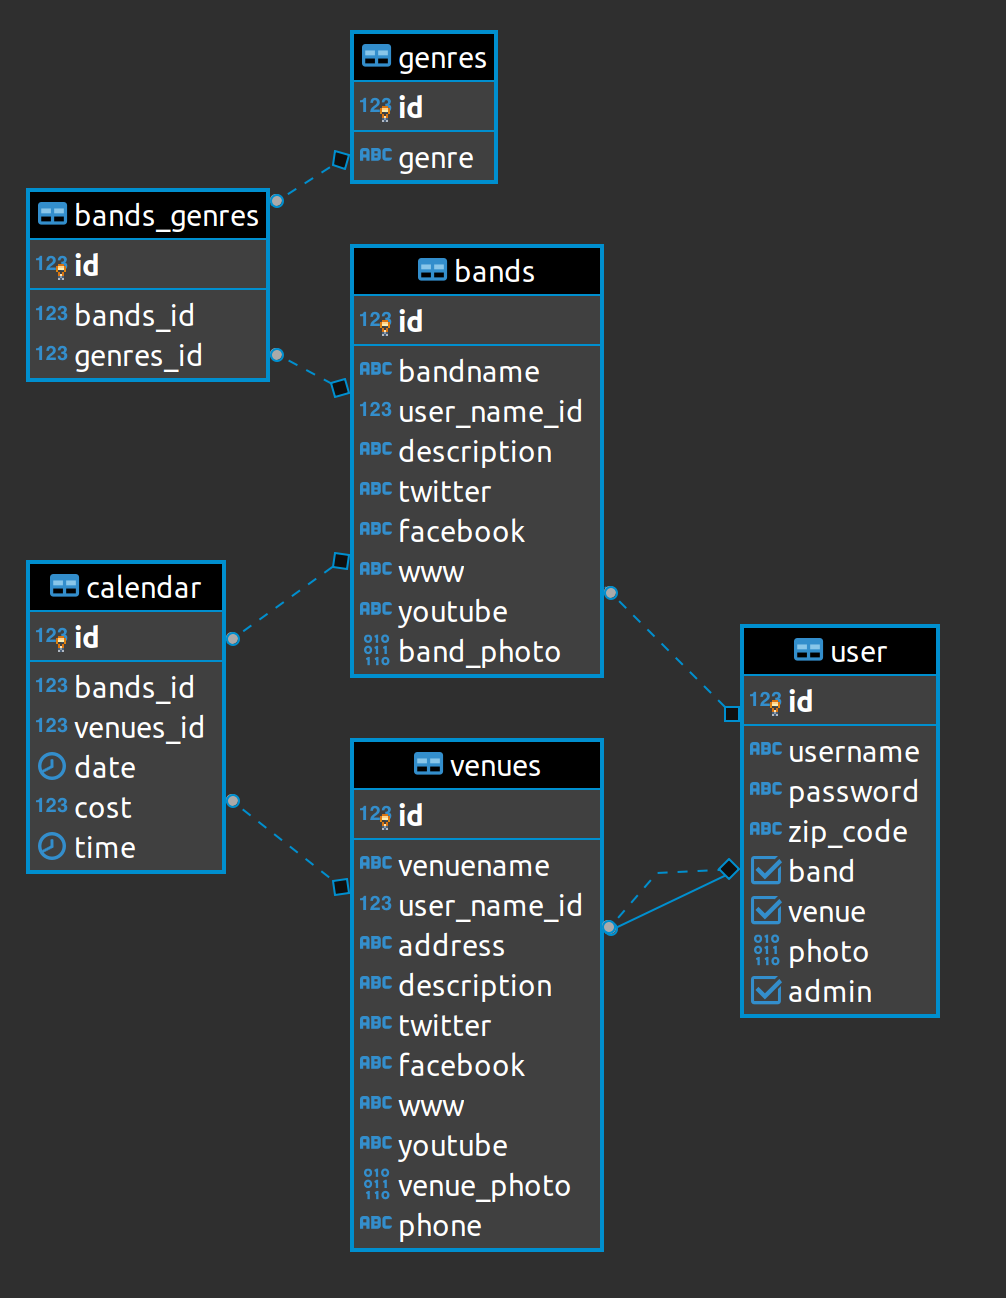 genres
123 id
ABC genre
bands_genres
123 id
123 bands_id
123 genres_id
bands
123 id
ABC bandname
123 user_name_id
ABC description
ABC twitter
ABC facebook
ABC www
ABC youtube
010 011 110 band_photo
calendar
123 id
123 bands_id
123 venues_id
date
123 cost
time
venues
123 id
ABC venuename
123 user_name_id
ABC address
ABC description
ABC twitter
ABC facebook
ABC www
ABC youtube
010 011 110 venue_photo
ABC phone
user
123 id
ABC username
ABC password
ABC zip_code
band
venue
010 011 110 photo
admin